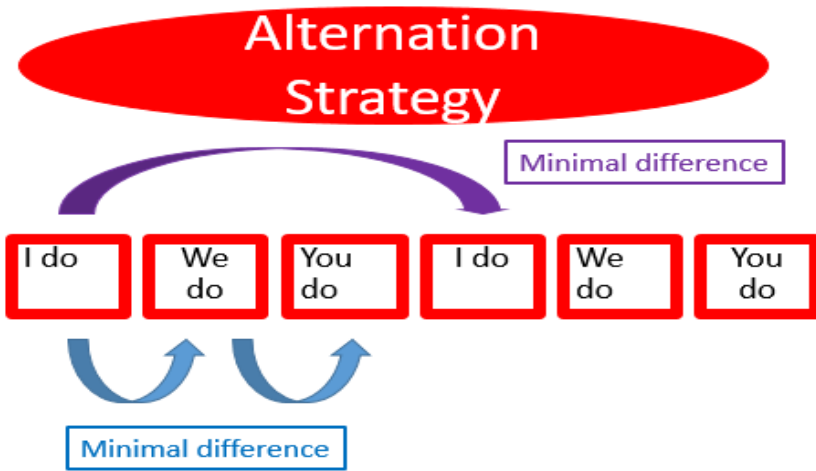 Alternation
Strategy
Minimal difference
I do
We
do
You
do
I do
We
do
You
do
Minimal difference